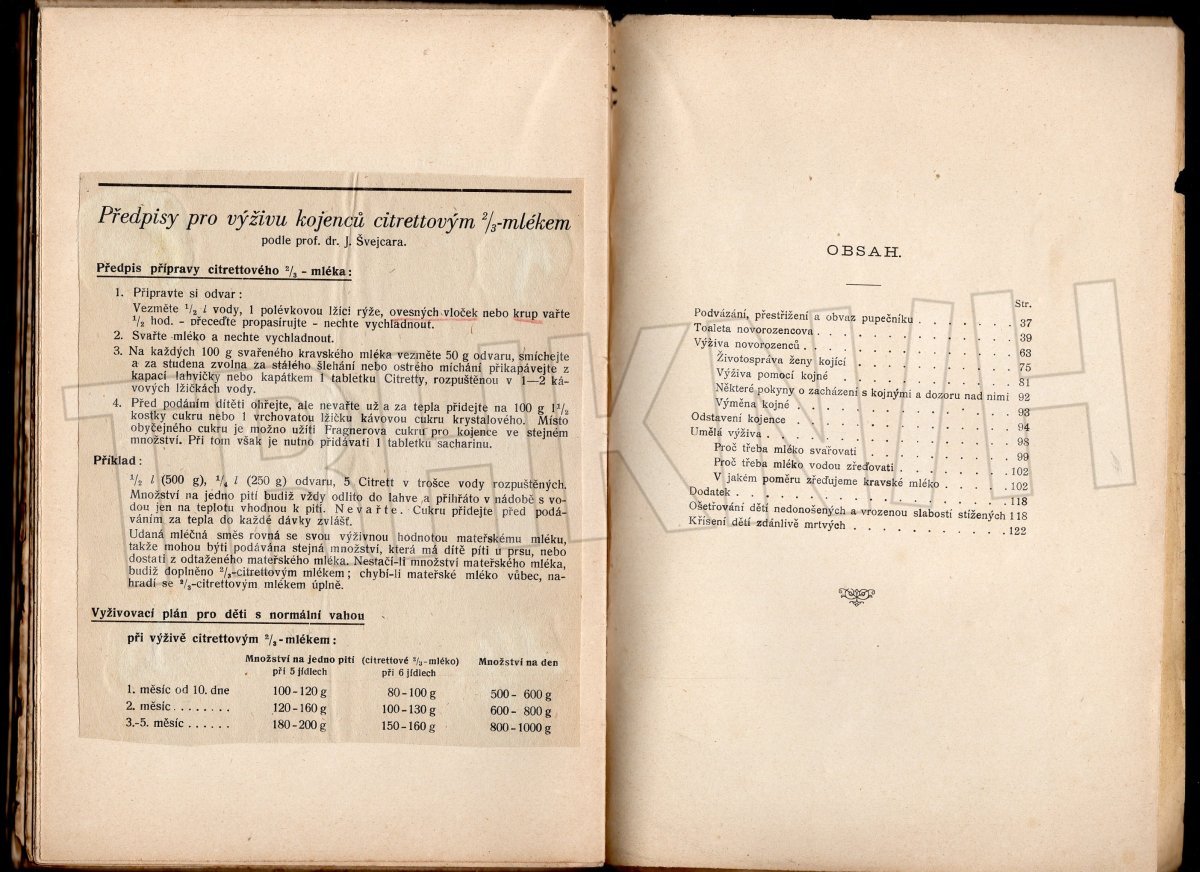 Předpisy pro výživu kojenců citrettovým 2/3-mlékem
podle prof. dr. J. Švejcara.
Předpis přípravy citrettového 2/3 - mléka:
1. Připravte si odvar:
Vezměte 1/2 l vody, 1 polévkovou lžíci rýže, ovesných vloček nebo krup vařte
1/2 hod. - přeceďte propasírujte - nechte vychladnout.
2. Svařte mléko a nechte vychladnout.
3. Na každých 100 g svařeného kravského mléka vezměte 50 g odvaru, smíchejte
a za studena zvolna za stálého šlehání nebo ostrého míchání přikapávejte z
kapací lahvičky nebo kapátkem 1 tabletku Citretty, rozpuštěnou v 1—2 ká-
vových lžičkách vody.
4. Před podáním dítěti ohřejte, ale nevařte už a za tepla přidejte na 100 g 1 1/2
kostky cukru nebo 1 vrchovatou lžičku kávovou cukru krystalového. Místo
obyčejného cukru je možno užíti Fragnerova cukru pro kojence ve stejném
množství. Při tom však je nutno přidávati 1 tabletku sacharinu.
Příklad:
1/2 l (500 g), 1/4 l (250 g) odvaru, 5 Citrett v trošce vody rozpuštěných.
Množství na jedno pití budiž vždy odlito do lahve a přihřáto v nádobě s vo-
dou jen na teplotu vhodnou k pití. Nevařte. Cukru přidejte před podá-
váním za tepla do každé dávky zvlášť.
Udaná mléčná směs rovná se svou výživnou hodnotou mateřskému mléku,
takže mohou býti podávána stejná množství, která má dítě píti u prsu, nebo
dostati z odtaženého mateřského mléka. Nestačí-li množství mateřského mléka,
budiž doplněno 2/3-citrettovým mlékem; chybí-li mateřské mléko vůbec, na-
hradí se 2/3-citrettovým mlékem úplně.
Vyživovací plán pro děti s normální vahou
při výživě citrettovým 2/3-mlékem:
Množství na jedno pití (citrettové 2/3-mléko) Množství na den
při 5 jídlech při 6 jídlech
1. měsíc od 10. dne 100-120 g 80-100 g 500- 600 g
2. měsíc........ 120-160 g 100-130 g 600- 800 g
3.-5. měsíc...... 180-200 g 150-160 g 800-1000 g
OBSAH.
Str.
Podvázání, přestřižení a obvaz pupečníku . . . . . . . 37
Toaleta novorozencova . . . . . . . . . . . . . . 39
Výživa novorozenců . . . . . . . . . . . . . . . 63
Životospráva ženy kojící . . . . . . . . . . . . 75
Výživa pomocí kojné . . . . . . . . . . . . . 81
Některé pokyny o zacházení s kojnými a dozoru nad nimi 92
Výměna kojné . . . . . . . . . . . . . . . 93
Odstavení kojence . . . . . . . . . . . . . . . 94
Umělá výživa . . . . . . . . . . . . . . . . . 98
Proč třeba mléko svařovati . . . . . . . . . . . 99
Proč třeba mléko vodou zřeďovati . . . . . . . . 102
V jakém poměru zřeďujeme kravské mléko . . . . . . 102
Dodatek . . . . . . . . . . . . . . . . . . . 118
Ošetřování dětí nedonošených a vrozenou slabostí stížených 118
Kříšení dětí zdánlivě mrtvých . . . . . . . . . . . 122
TRHKNIH